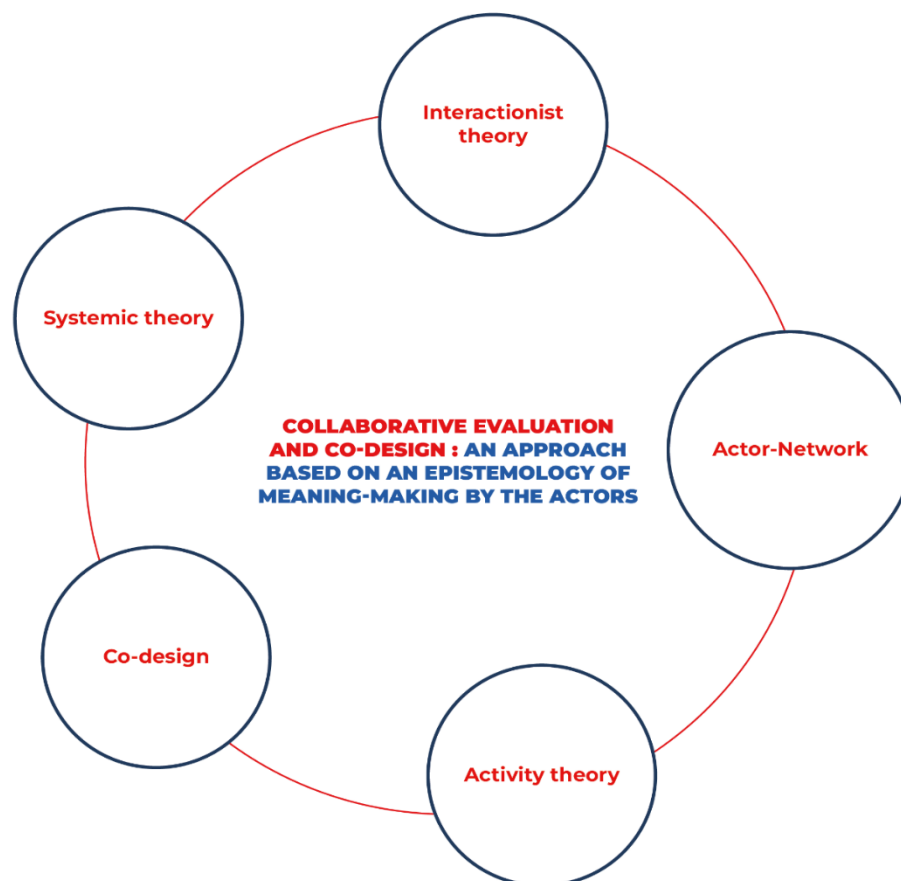 Interactionist
theory
Systemic theory
COLLABORATIVE EVALUATION
AND CO-DESIGN : AN APPROACH
BASED ON AN EPISTEMOLOGY OF
MEANING-MAKING BY THE ACTORS
Actor-Network
Co-design
Activity theory